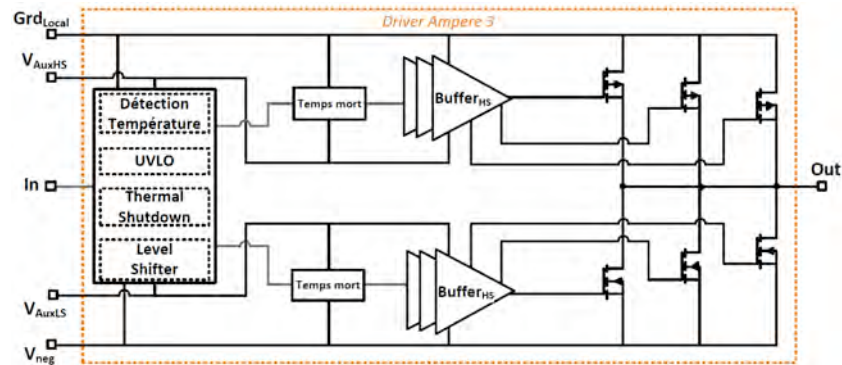 Driver Ampere 3
Grd_Local
V_AuxHS
Détection
Température
UVLO
Thermal
Shutdown
Level
Shifter
Temps mort
Buffer_HS
In
Out
Temps mort
Buffer_HS
V_AuxLS
V_neg